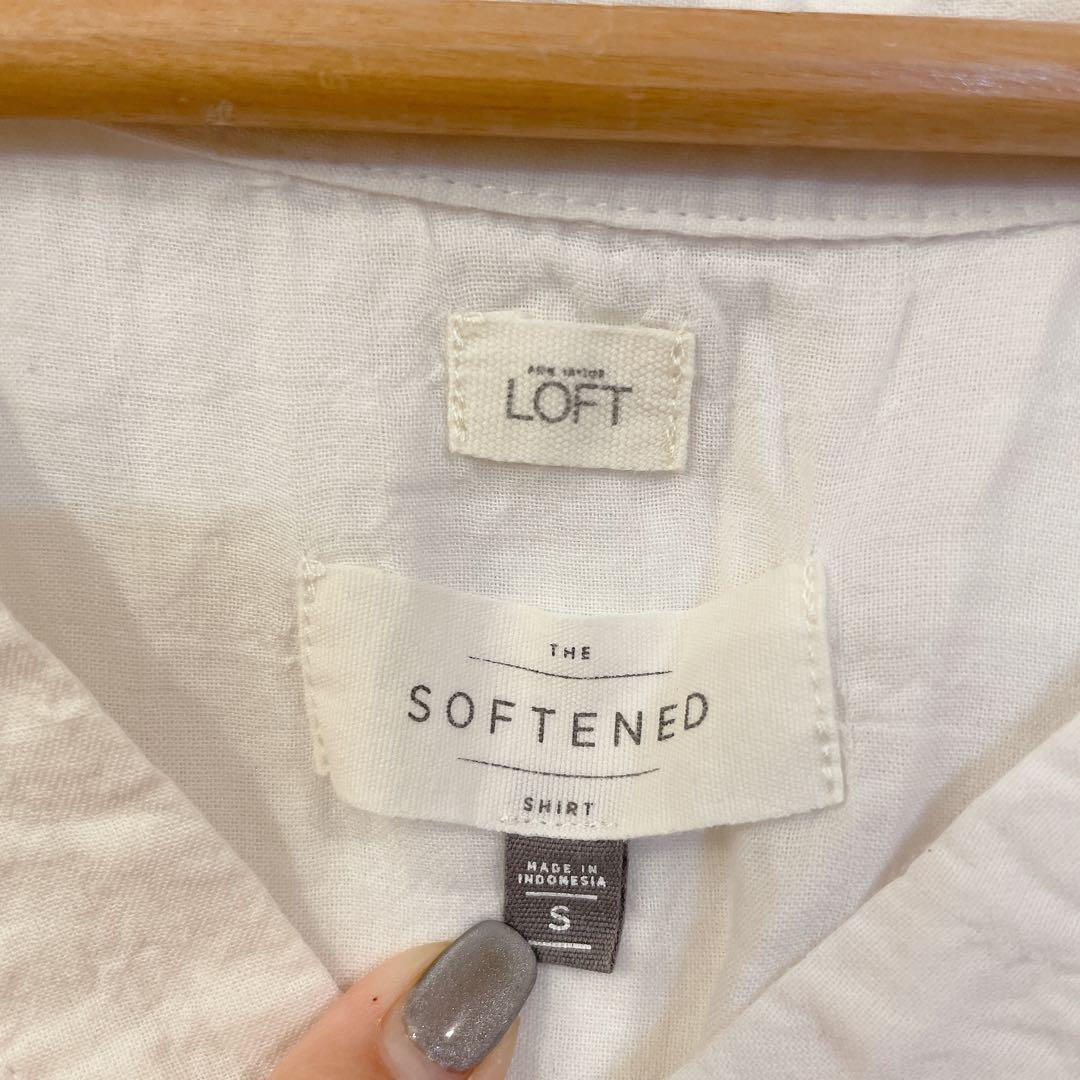 ANN TAYLOR
LOFT
THE
SOFTENED
SHIRT
MADE IN
INDONESIA
S